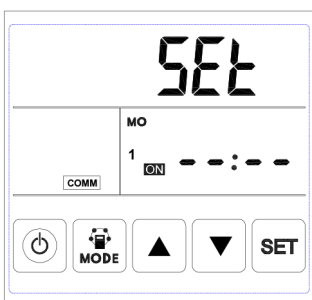 SEt
MO
1 ON --:--
COMM
MODE
SET